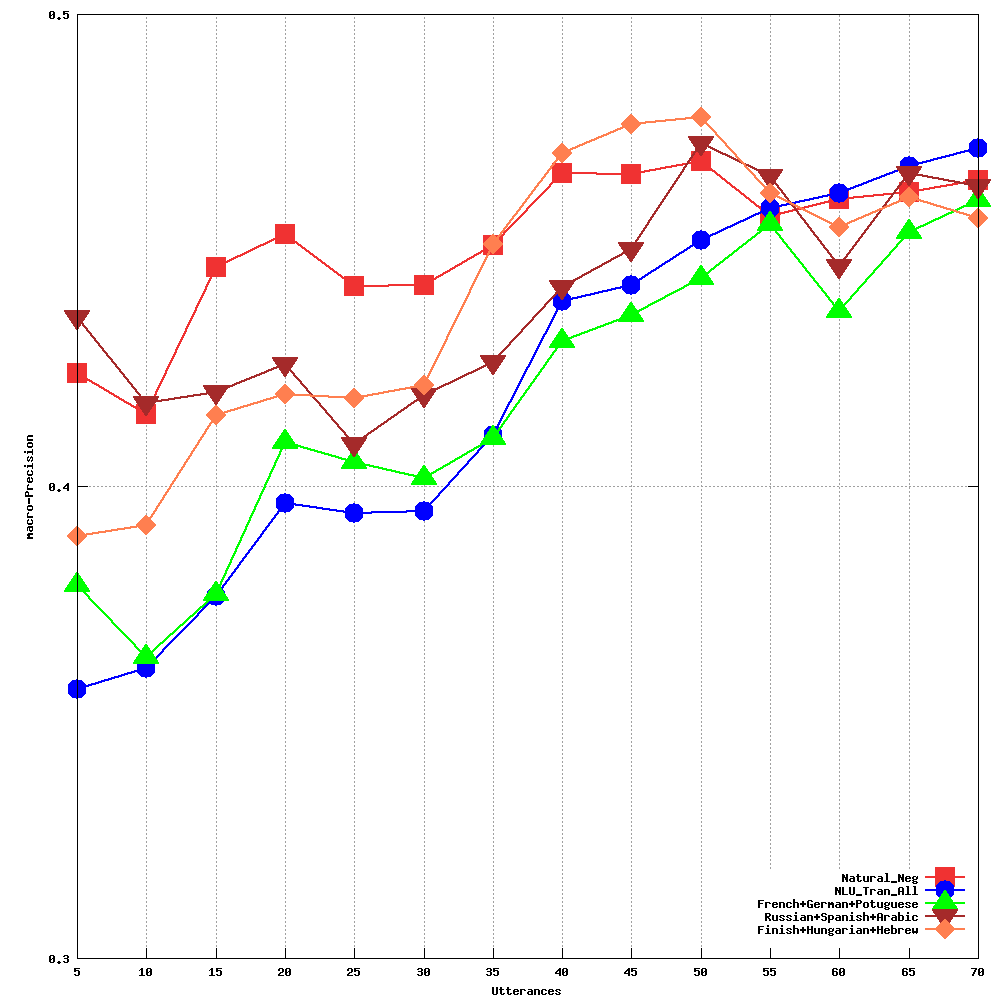 0.5
0.4
0.3
macro-Precision
5 10 15 20 25 30 35 40 45 50 55 60 65 70
Utterances
Natural_Neg
NLU_Tran_All
French+German+Potuguese
Russian+Spanish+Arabic
Finish+Hungarian+Hebrew